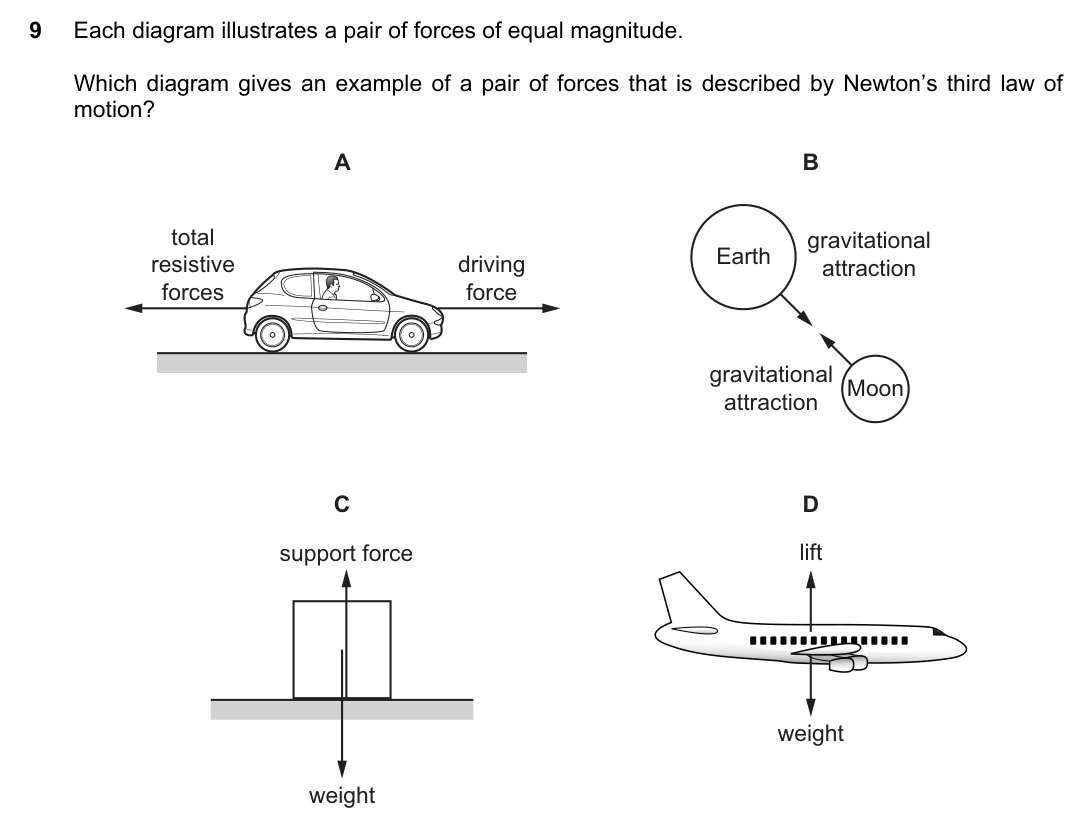 9 Each diagram illustrates a pair of forces of equal magnitude.
Which diagram gives an example of a pair of forces that is described by Newton’s third law of
motion?
A
total
resistive
forces
driving
force
B
Earth
gravitational
attraction
gravitational
attraction
Moon
C
support force
weight
D
lift
weight